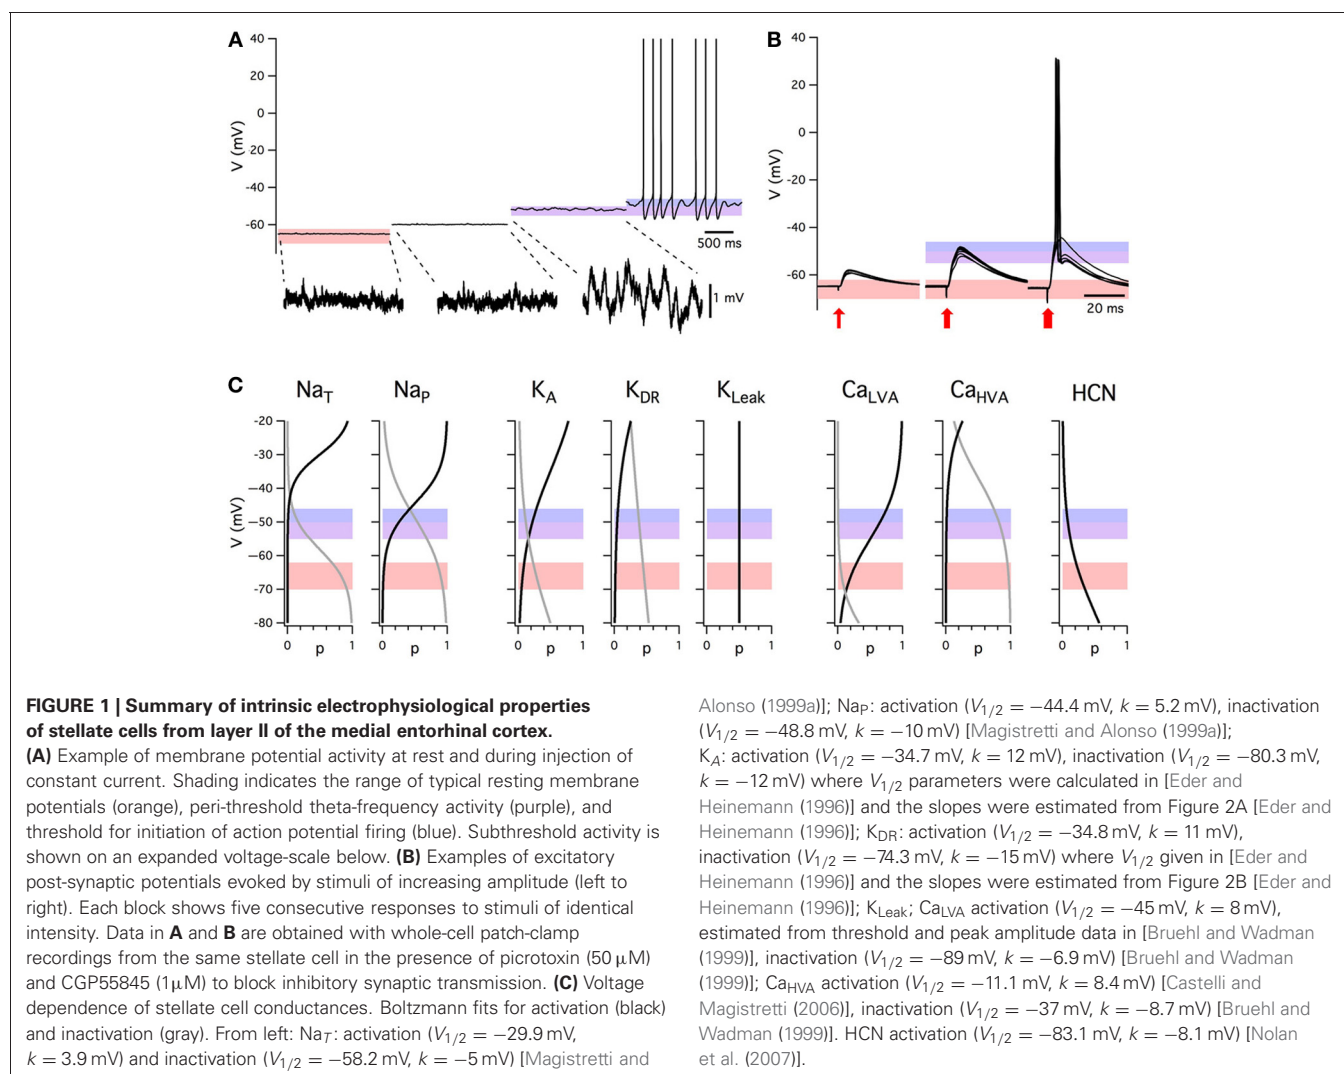 A
40
20
0
20
-40
-60
V (mV)
500 ms
1 mV
B
40
20
0
-20
-40
-60
V (mV)
20 ms
C
NaT NaP KA KDR KLeak CaLVA CaHVA HCN
-20
-30
-40
-50
-60
-70
-80
V (mV)
0 p 1 0 p 1 0 p 1 0 p 1 0 p 1 0 p 1 0 p 1 0 p 1
FIGURE 1 | Summary of intrinsic electrophysiological properties
of stellate cells from layer II of the medial entorhinal cortex.
(A) Example of membrane potential activity at rest and during injection of
constant current. Shading indicates the range of typical resting membrane
potentials (orange), peri-threshold theta-frequency activity (purple), and
threshold for initiation of action potential firing (blue). Subthreshold activity is
shown on an expanded voltage-scale below. (B) Examples of excitatory
post-synaptic potentials evoked by stimuli of increasing amplitude (left to
right). Each block shows five consecutive responses to stimuli of identical
intensity. Data in A and B are obtained with whole-cell patch-clamp
recordings from the same stellate cell in the presence of picrotoxin (50 μM)
and CGP55845 (1μM) to block inhibitory synaptic transmission. (C) Voltage
dependence of stellate cell conductances. Boltzmann fits for activation (black)
and inactivation (gray). From left: NaT: activation (V1/2 = −29.9 mV,
k = 3.9 mV) and inactivation (V1/2 = −58.2 mV, k = −5 mV) [Magistretti and
Alonso (1999a)]; NaP: activation (V1/2 = −44.4 mV, k = 5.2 mV), inactivation
(V1/2 = −48.8 mV, k = −10 mV) [Magistretti and Alonso (1999a)];
KA: activation (V1/2 = −34.7 mV, k = 12 mV), inactivation (V1/2 = −80.3 mV,
k = −12 mV) where V1/2 parameters were calculated in [Eder and
Heinemann (1996)] and the slopes were estimated from Figure 2A [Eder and
Heinemann (1996)]; KDR: activation (V1/2 = −34.8 mV, k = 11 mV),
inactivation (V1/2 = −74.3 mV, k = −15 mV) where V1/2 given in [Eder and
Heinemann (1996)] and the slopes were estimated from Figure 2B [Eder and
Heinemann (1996)]; KLeak; CaLVA activation (V1/2 = −45 mV, k = 8 mV),
estimated from threshold and peak amplitude data in [Bruehl and Wadman
(1999)], inactivation (V1/2 = −89 mV, k = −6.9 mV) [Bruehl and Wadman
(1999)]; CaHVA activation (V1/2 = −11.1 mV, k = 8.4 mV) [Castelli and
Magistretti (2006)], inactivation (V1/2 = −37 mV, k = −8.7 mV) [Bruehl and
Wadman (1999)]. HCN activation (V1/2 = −83.1 mV, k = −8.1 mV) [Nolan
et al. (2007)].